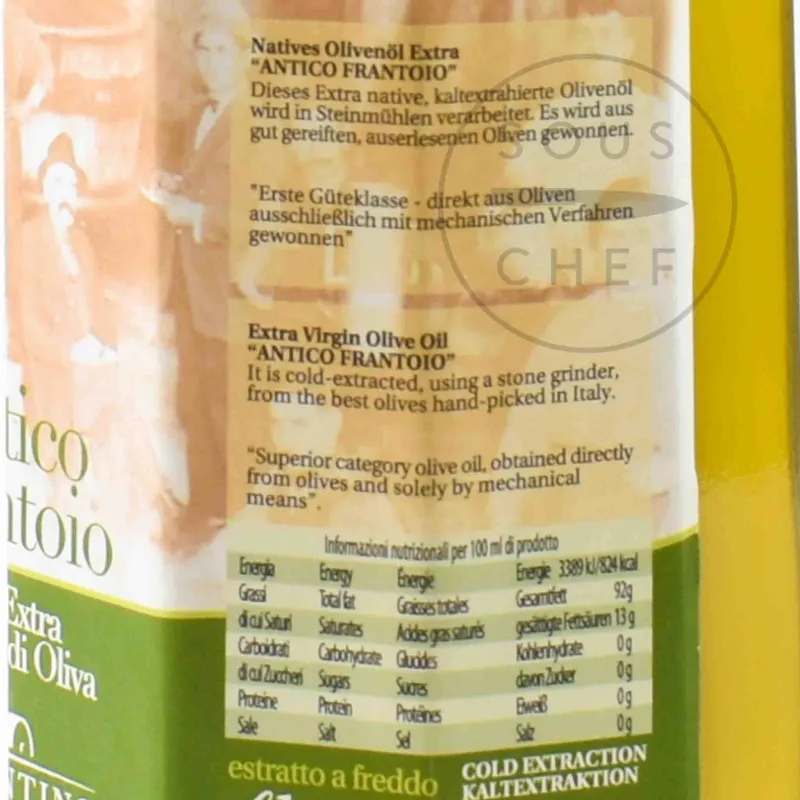 Natives Olivenöl Extra
"ANTICO FRANTOIO"
Dieses Extra native, kaltextrahierte Olivenöl
wird in Steinmühlen verarbeitet. Es wird aus
gut gereiften, auserlesenen Oliven gewonnen.
"Erste Güteklasse - direkt aus Oliven
ausschließlich mit mechanischen Verfahren
gewonnen"
SOUS
CHEF
Extra Virgin Olive Oil
"ANTICO FRANTOIO"
It is cold-extracted, using a stone grinder,
from the best olives hand-picked in Italy.
"Superior category olive oil, obtained directly
from olives and solely by mechanical
means".
Informazioni nutrizionali per 100 ml di prodotto
Energia Energy Énergie Energie 3389 kJ/824 kcal
Grassi Total fat Graisses totales Gesamtfett 92g
di cui Saturi Saturates Acides gras saturés gesättigte Fettsäuren 13 g
Carboidrati Carbohydrate Glucides Kohlenhydrate 0 g
di cui Zuccheri Sugars Sucres davon Zucker 0 g
Proteine Protein Protéines Eiweiß 0 g
Sale Salt Sel Salz 0 g
estratto a freddo
COLD EXTRACTION
KALTEXTRAKTION
tico
ntoio
Extra
di Oliva
NTINO